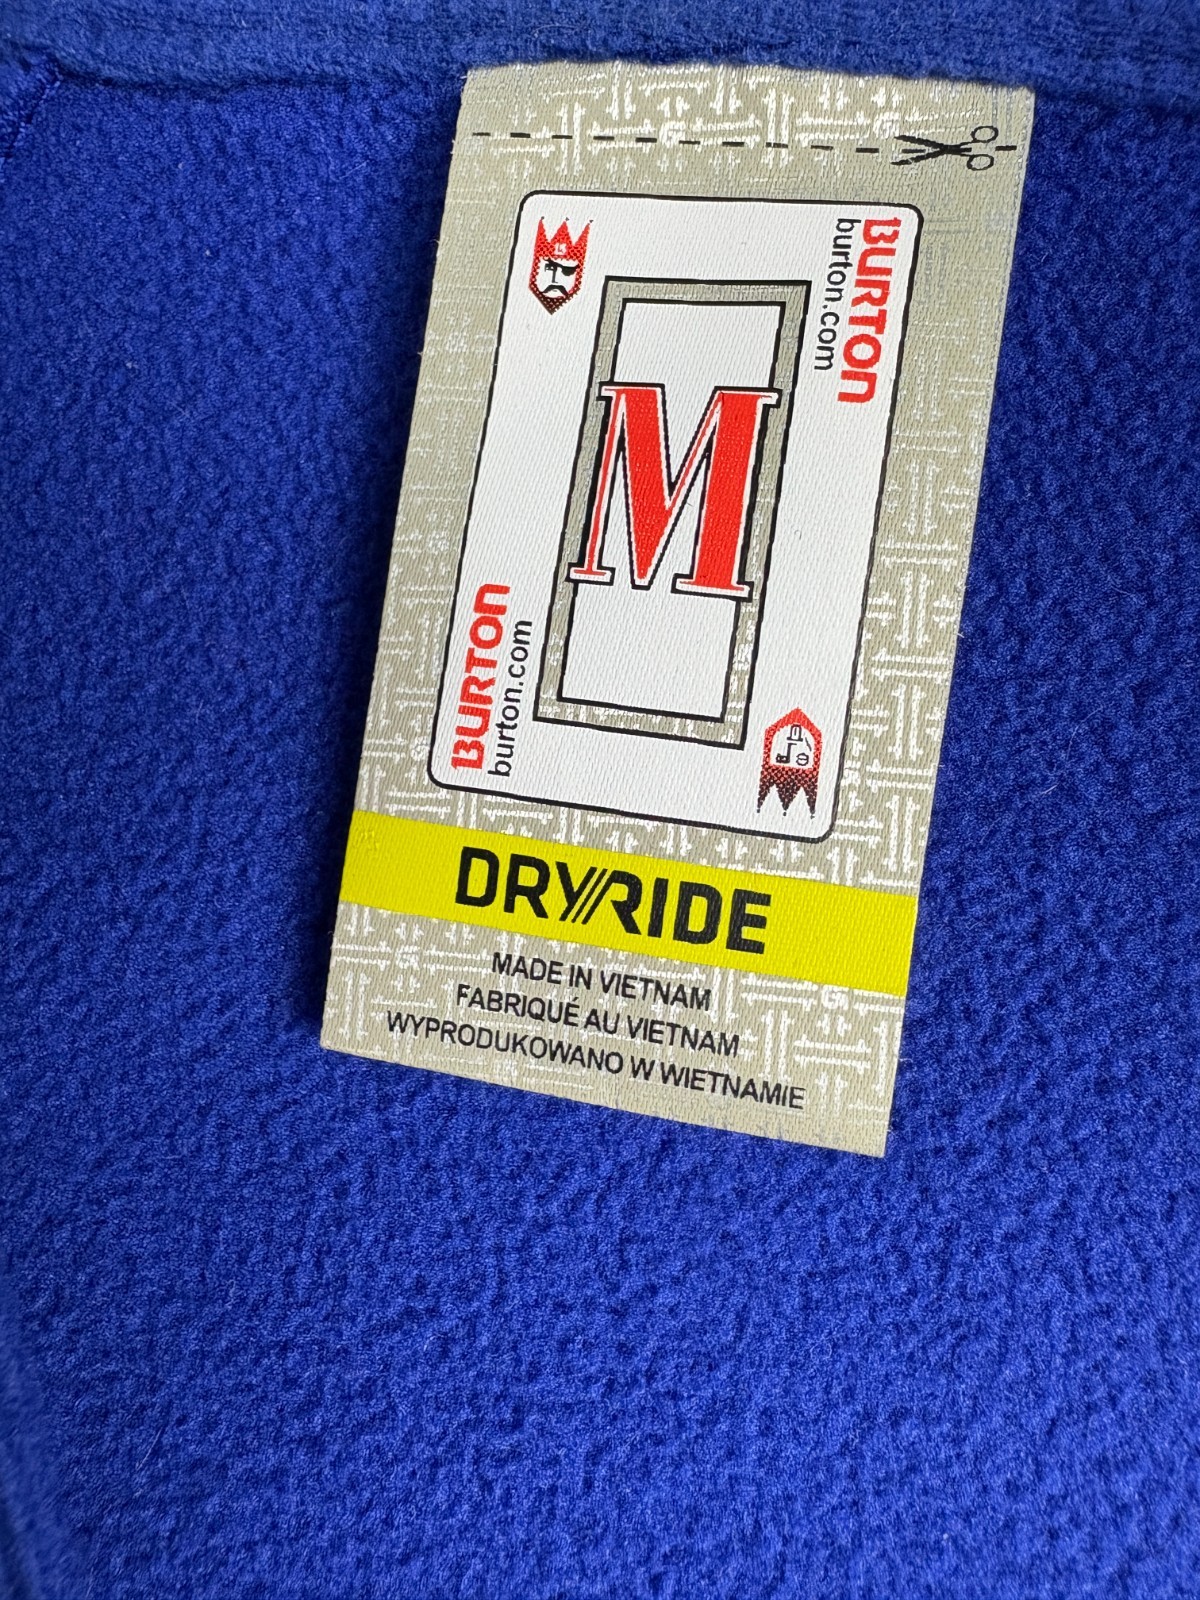 BURTON
burton.com
M
BURTON
burton.com
DRYRIDE
MADE IN VIETNAM
FABRIQUÉ AU VIETNAM
WYPRODUKOWANO W WIETNAMIE